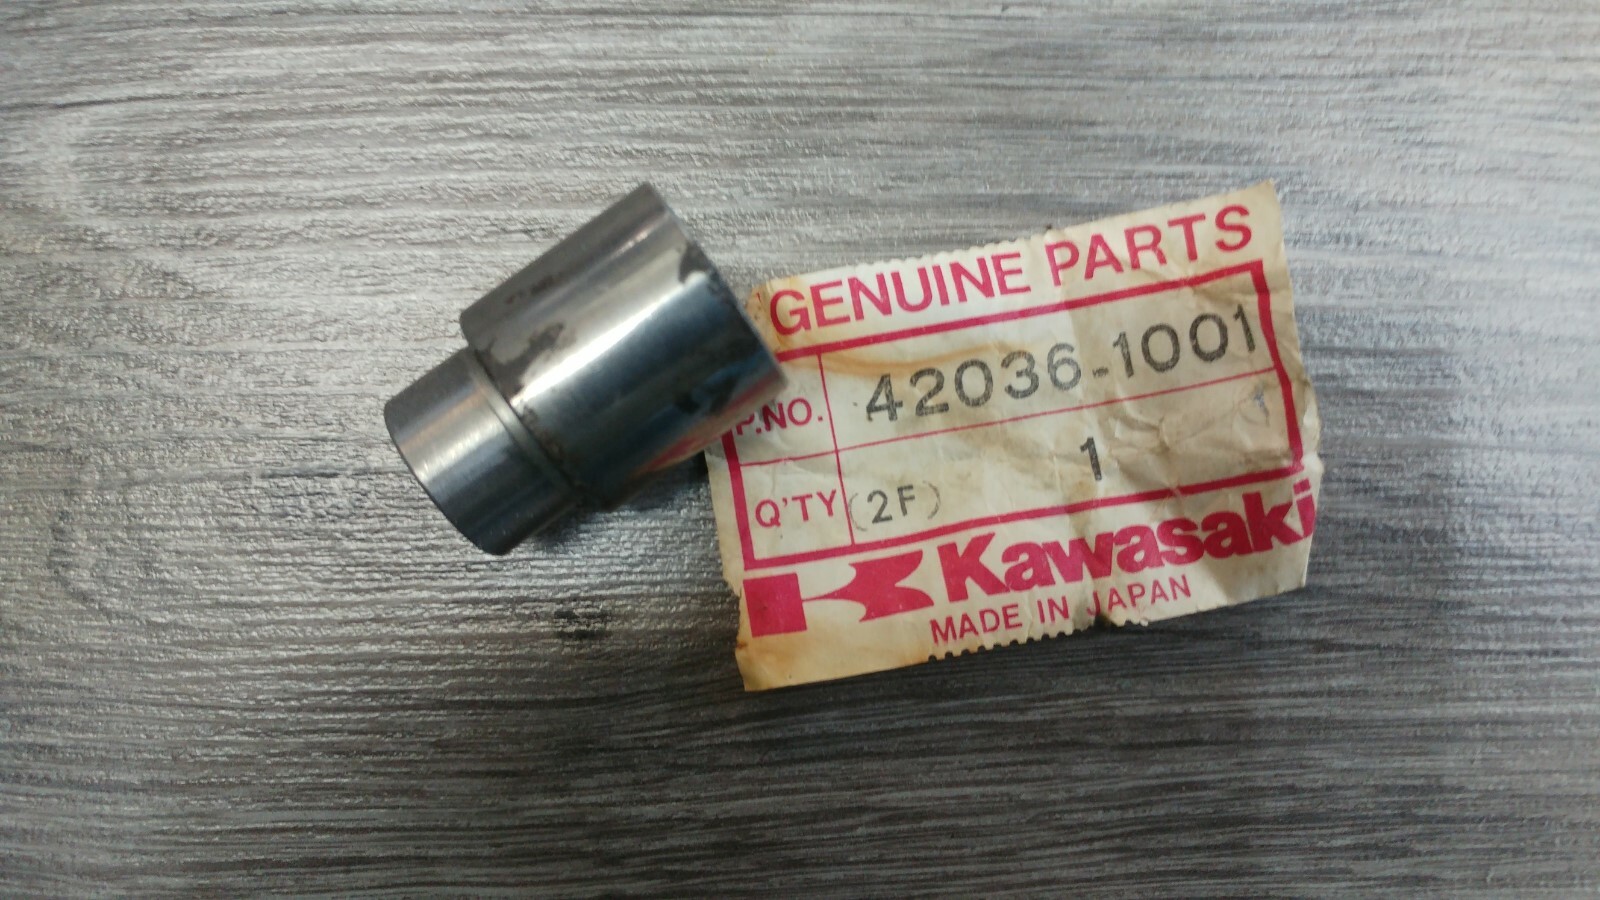 GENUINE PARTS
P.NO. 42036-1001
Q'TY (2F) 1
Kawasaki
MADE IN JAPAN